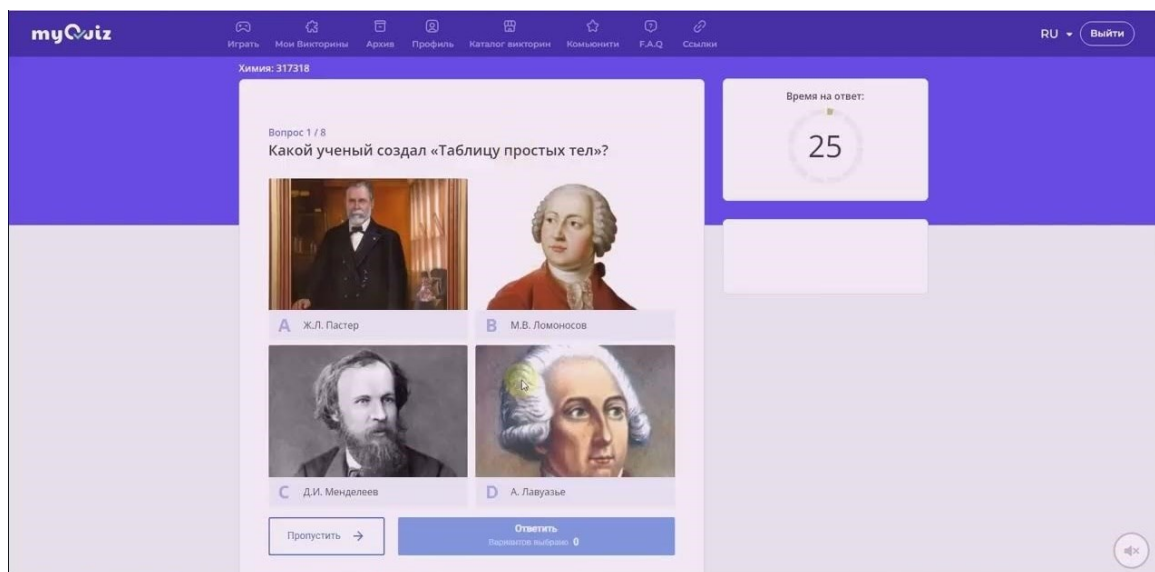 myQuiz
Играть Мои Викторины Архив Профиль Каталог викторин Комьюнити F.A.Q Ссылки
RU Выйти
Химия: 317318
Время на ответ:
25
Вопрос 1 / 8
Какой ученый создал «Таблицу простых тел»?
A Ж.Л. Пастер
B М.В. Ломоносов
C Д.И. Менделеев
D А. Лавуазье
Пропустить →
Ответить
Вариантов выбрано: 0